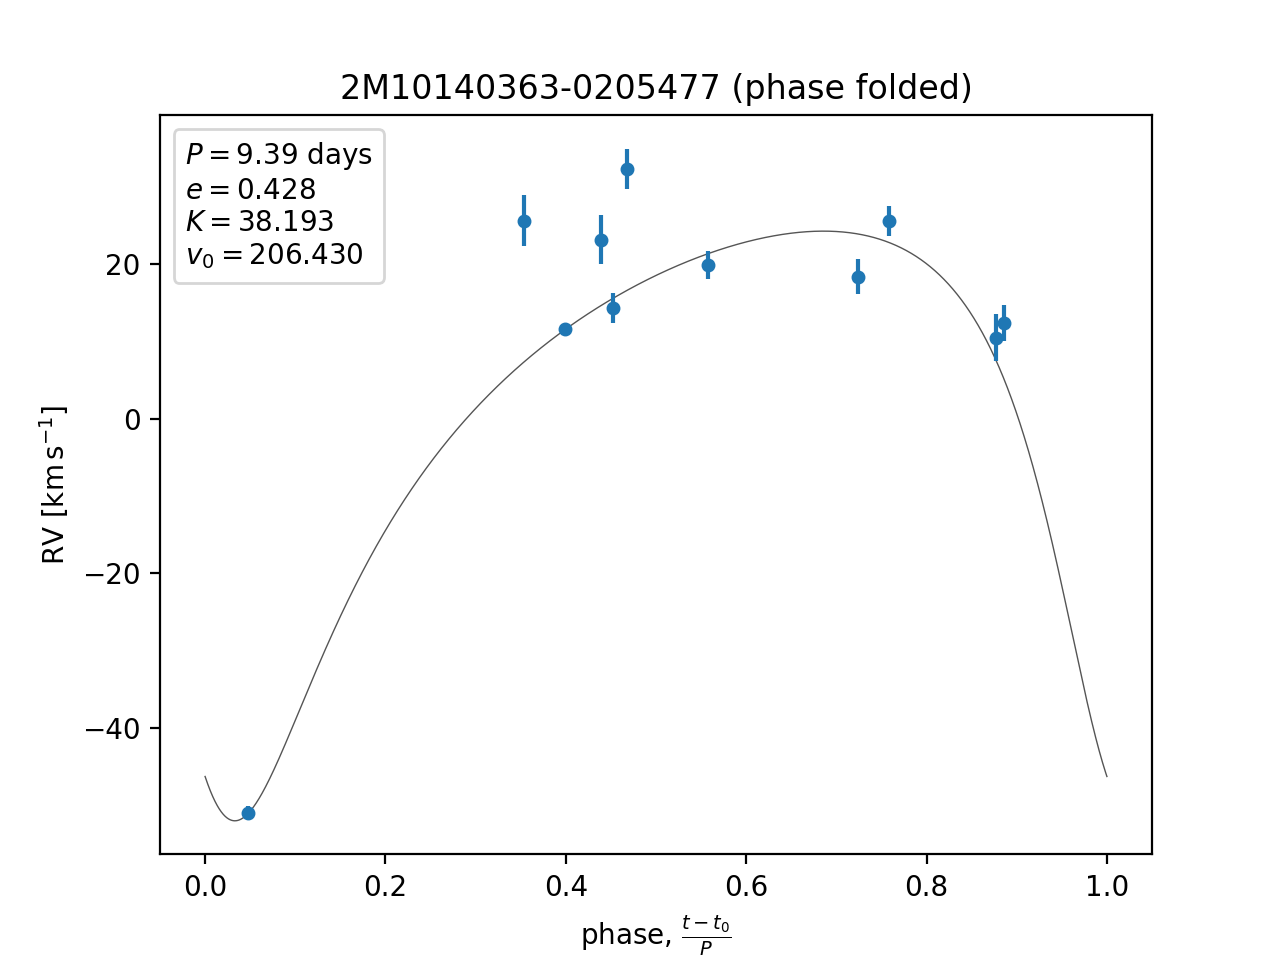 2M10140363-0205477 (phase folded)
P = 9.39 days
e = 0.428
K = 38.193
v₀ = 206.430
20
0
−20
−40
RV [km s⁻¹]
0.0 0.2 0.4 0.6 0.8 1.0
phase, (t − t₀)/P